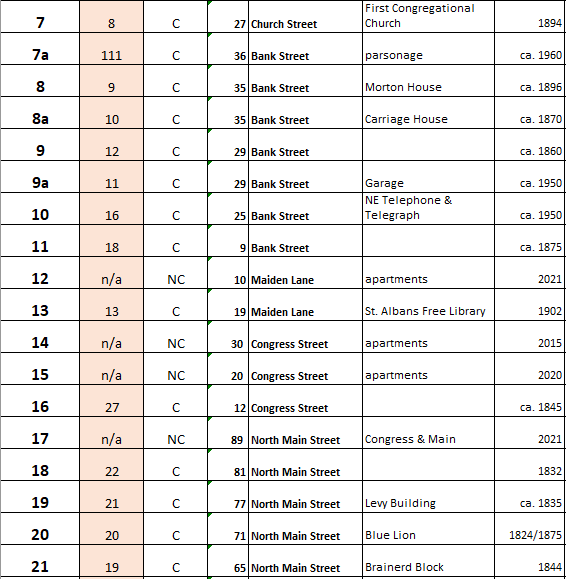 7 8 C 27 Church Street First Congregational Church 1894
7a 111 C 36 Bank Street parsonage ca. 1960
8 9 C 35 Bank Street Morton House ca. 1896
8a 10 C 35 Bank Street Carriage House ca. 1870
9 12 C 29 Bank Street ca. 1860
9a 11 C 29 Bank Street Garage ca. 1950
10 16 C 25 Bank Street NE Telephone & Telegraph ca. 1950
11 18 C 9 Bank Street ca. 1875
12 n/a NC 10 Maiden Lane apartments 2021
13 13 C 19 Maiden Lane St. Albans Free Library 1902
14 n/a NC 30 Congress Street apartments 2015
15 n/a NC 20 Congress Street apartments 2020
16 27 C 12 Congress Street ca. 1845
17 n/a NC 89 North Main Street Congress & Main 2021
18 22 C 81 North Main Street 1832
19 21 C 77 North Main Street Levy Building ca. 1835
20 20 C 71 North Main Street Blue Lion 1824/1875
21 19 C 65 North Main Street Brainerd Block 1844